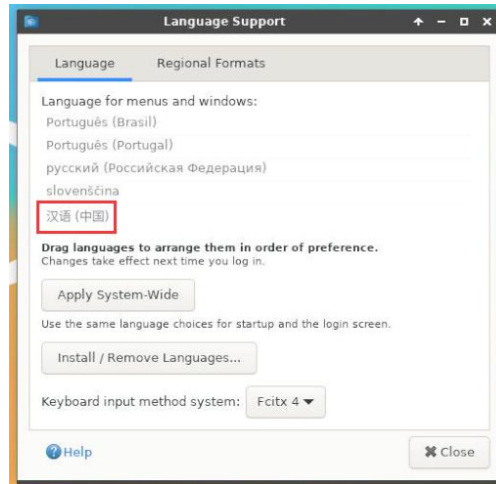 Language Support
Language Regional Formats
Language for menus and windows:
Português (Brasil)
Português (Portugal)
русский (Российская Федерация)
slovenščina
汉语 (中国)
Drag languages to arrange them in order of preference.
Changes take effect next time you log in.
Apply System-Wide
Use the same language choices for startup and the login screen.
Install / Remove Languages...
Keyboard input method system: Fcitx 4
Help Close